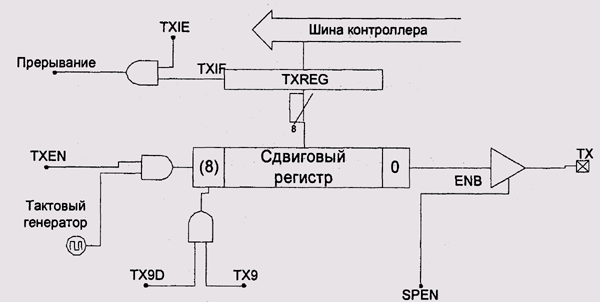 TXIE
Шина контроллера
Прерывание
TXIF
TXREG
8
TXEN
(8)
Сдвиговый
регистр
0
TX
ENB
Тактовый
генератор
TX9D
TX9
SPEN